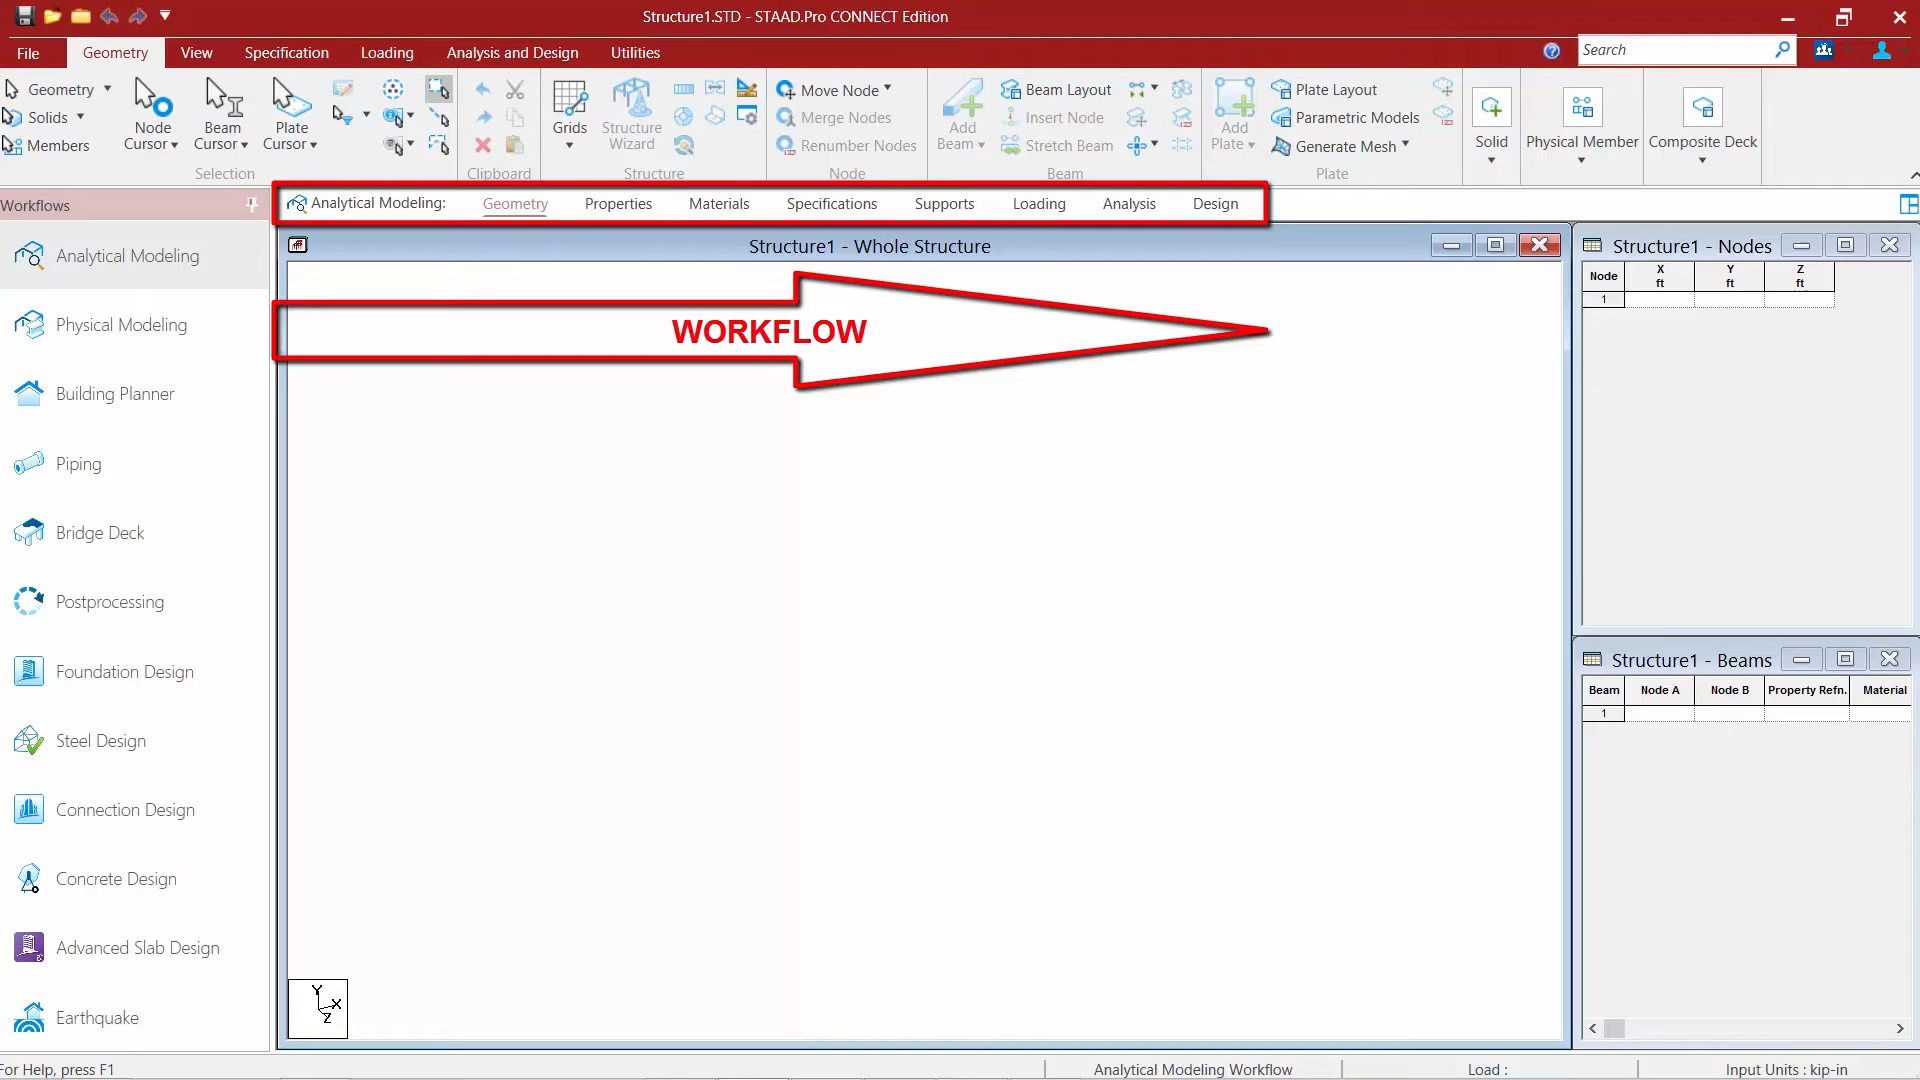 Structure1.STD - STAAD.Pro CONNECT Edition
File Geometry View Specification Loading Analysis and Design Utilities Search
Geometry
Solids
Members
Node Cursor
Beam Cursor
Plate Cursor
Selection
Clipboard
Grids
Structure Wizard
Structure
Move Node
Merge Nodes
Renumber Nodes
Node
Add Beam
Beam Layout
Insert Node
Stretch Beam
Beam
Add Plate
Plate Layout
Parametric Models
Generate Mesh
Plate
Solid
Physical Member
Composite Deck
Workflows
Analytical Modeling: Geometry Properties Materials Specifications Supports Loading Analysis Design
Analytical Modeling
Physical Modeling
Building Planner
Piping
Bridge Deck
Postprocessing
Foundation Design
Steel Design
Connection Design
Concrete Design
Advanced Slab Design
Earthquake
Structure1 - Whole Structure
WORKFLOW
Y
X
Z
Structure1 - Nodes
Node X ft Y ft Z ft
1
Structure1 - Beams
Beam Node A Node B Property Refn. Material
1
For Help, press F1
Analytical Modeling Workflow
Load :
Input Units : kip-in